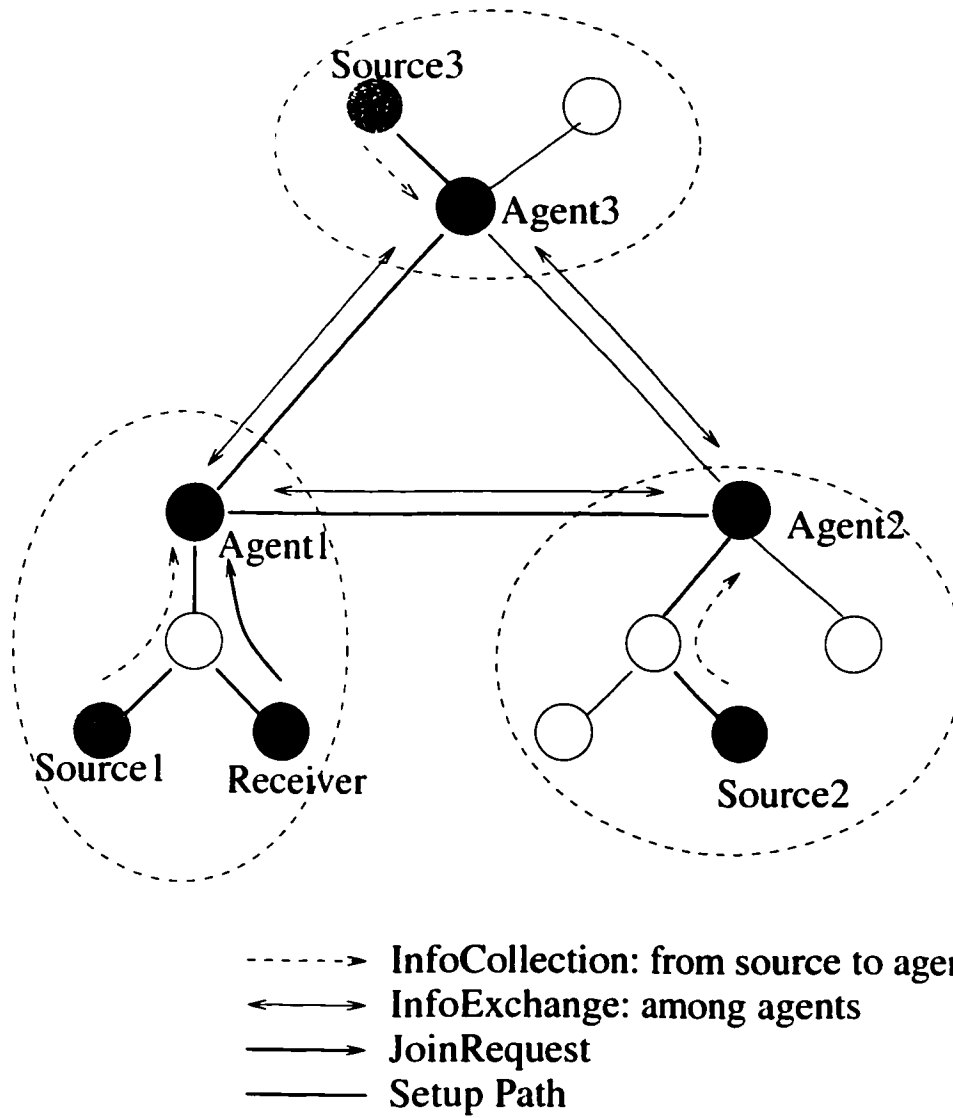 Source3
Agent3
Agent1
Agent2
Source1
Receiver
Source2
InfoCollection: from source to agen
InfoExchange: among agents
JoinRequest
Setup Path